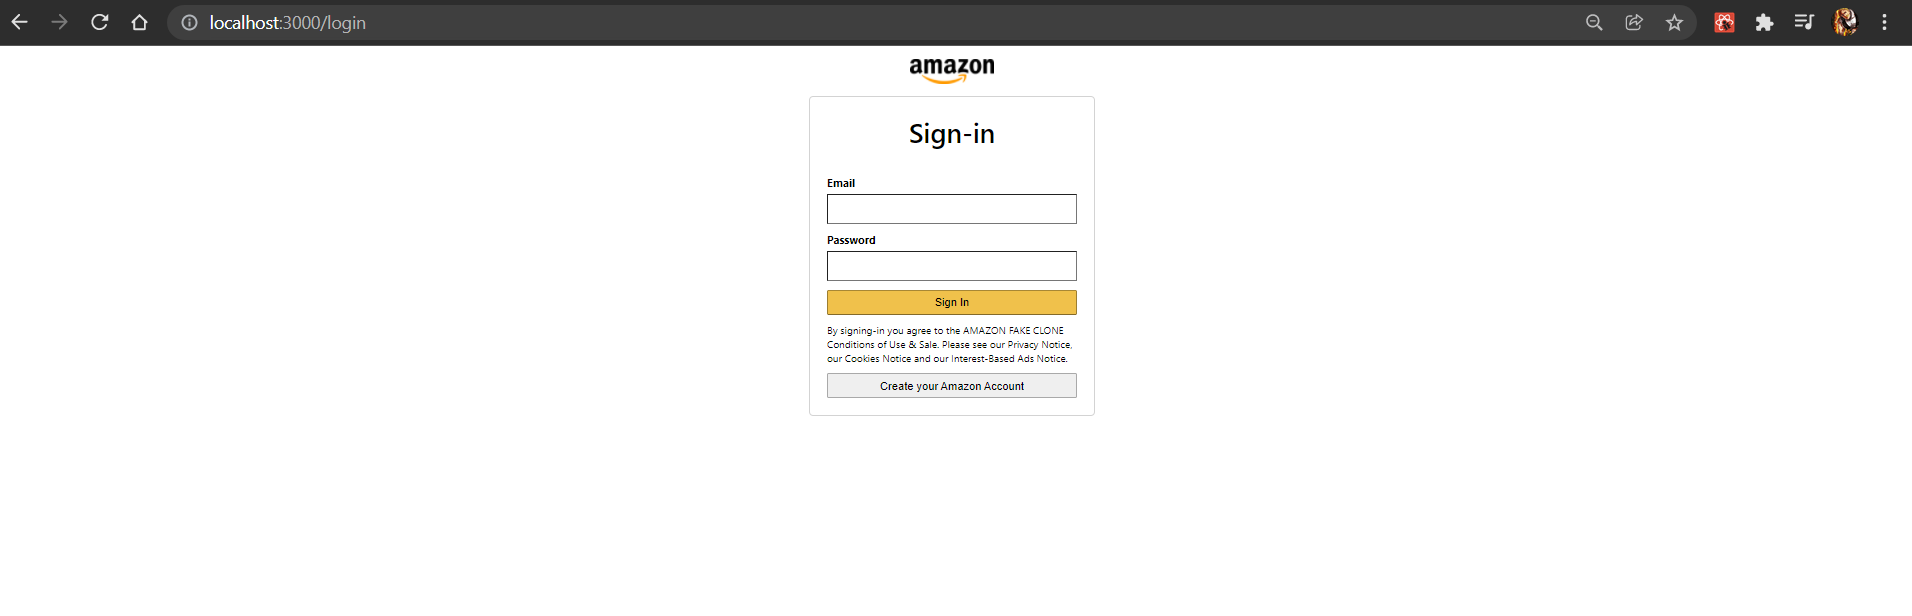 localhost:3000/login
amazon
Sign-in
Email
Password
Sign In
By signing-in you agree to the AMAZON FAKE CLONE
Conditions of Use & Sale. Please see our Privacy Notice,
our Cookies Notice and our Interest-Based Ads Notice.
Create your Amazon Account